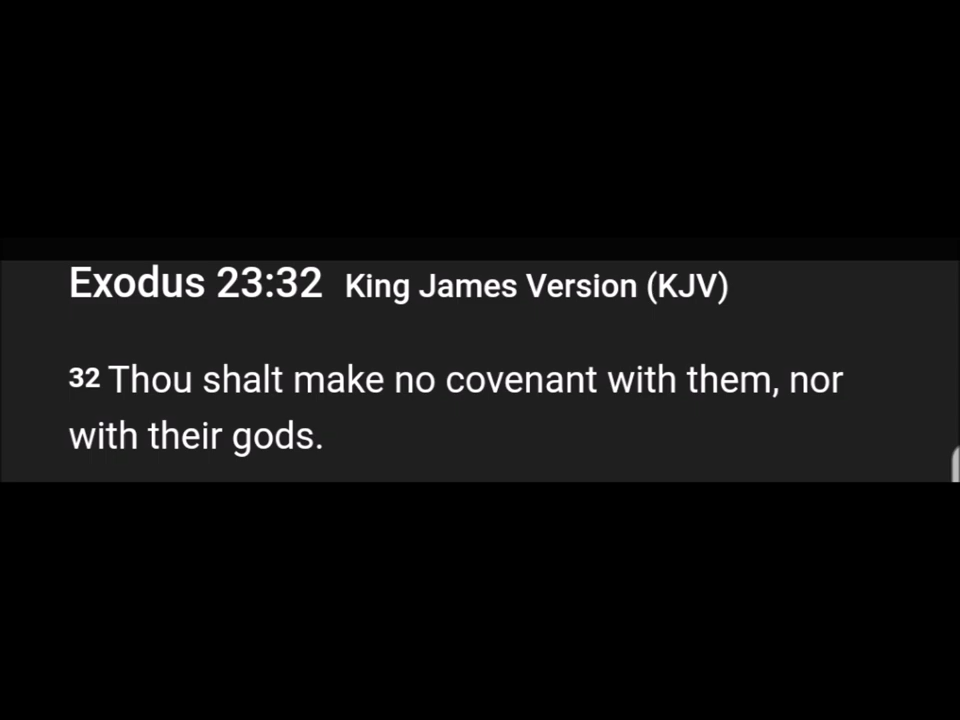 Exodus 23:32 King James Version (KJV)
32 Thou shalt make no covenant with them, nor
with their gods.